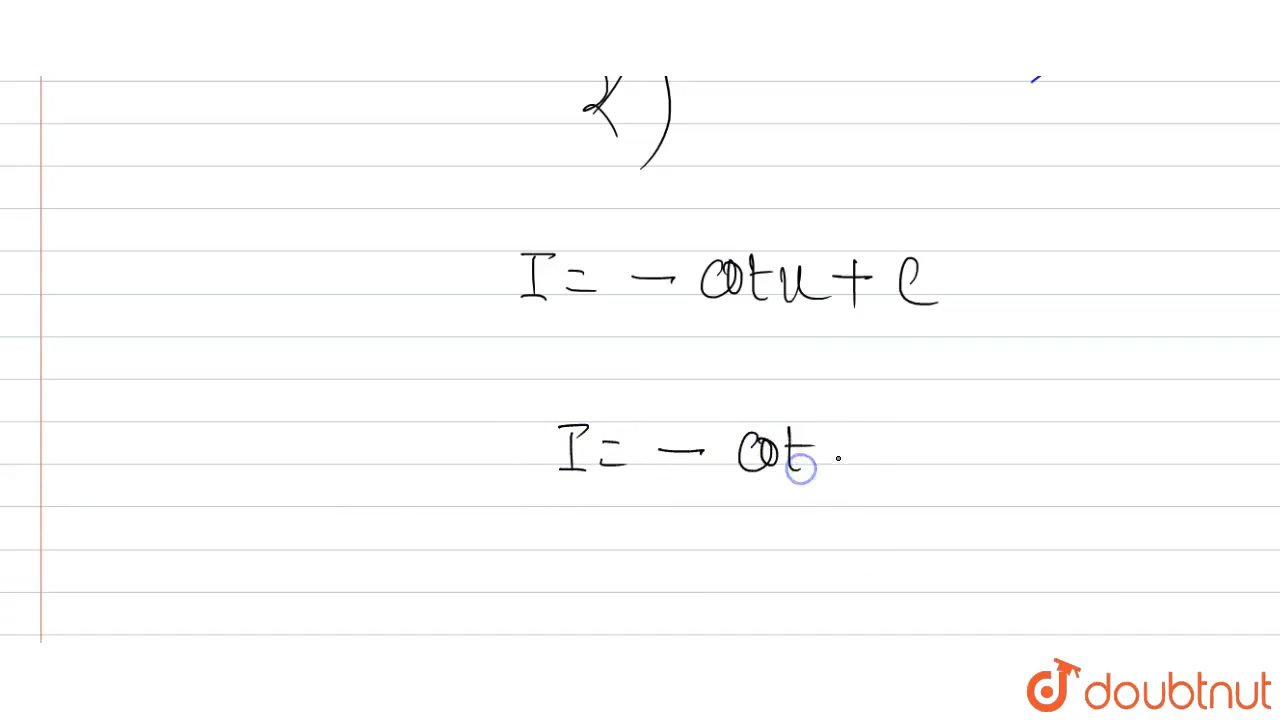 I = - cot u + c
I = - cot
doubtnut